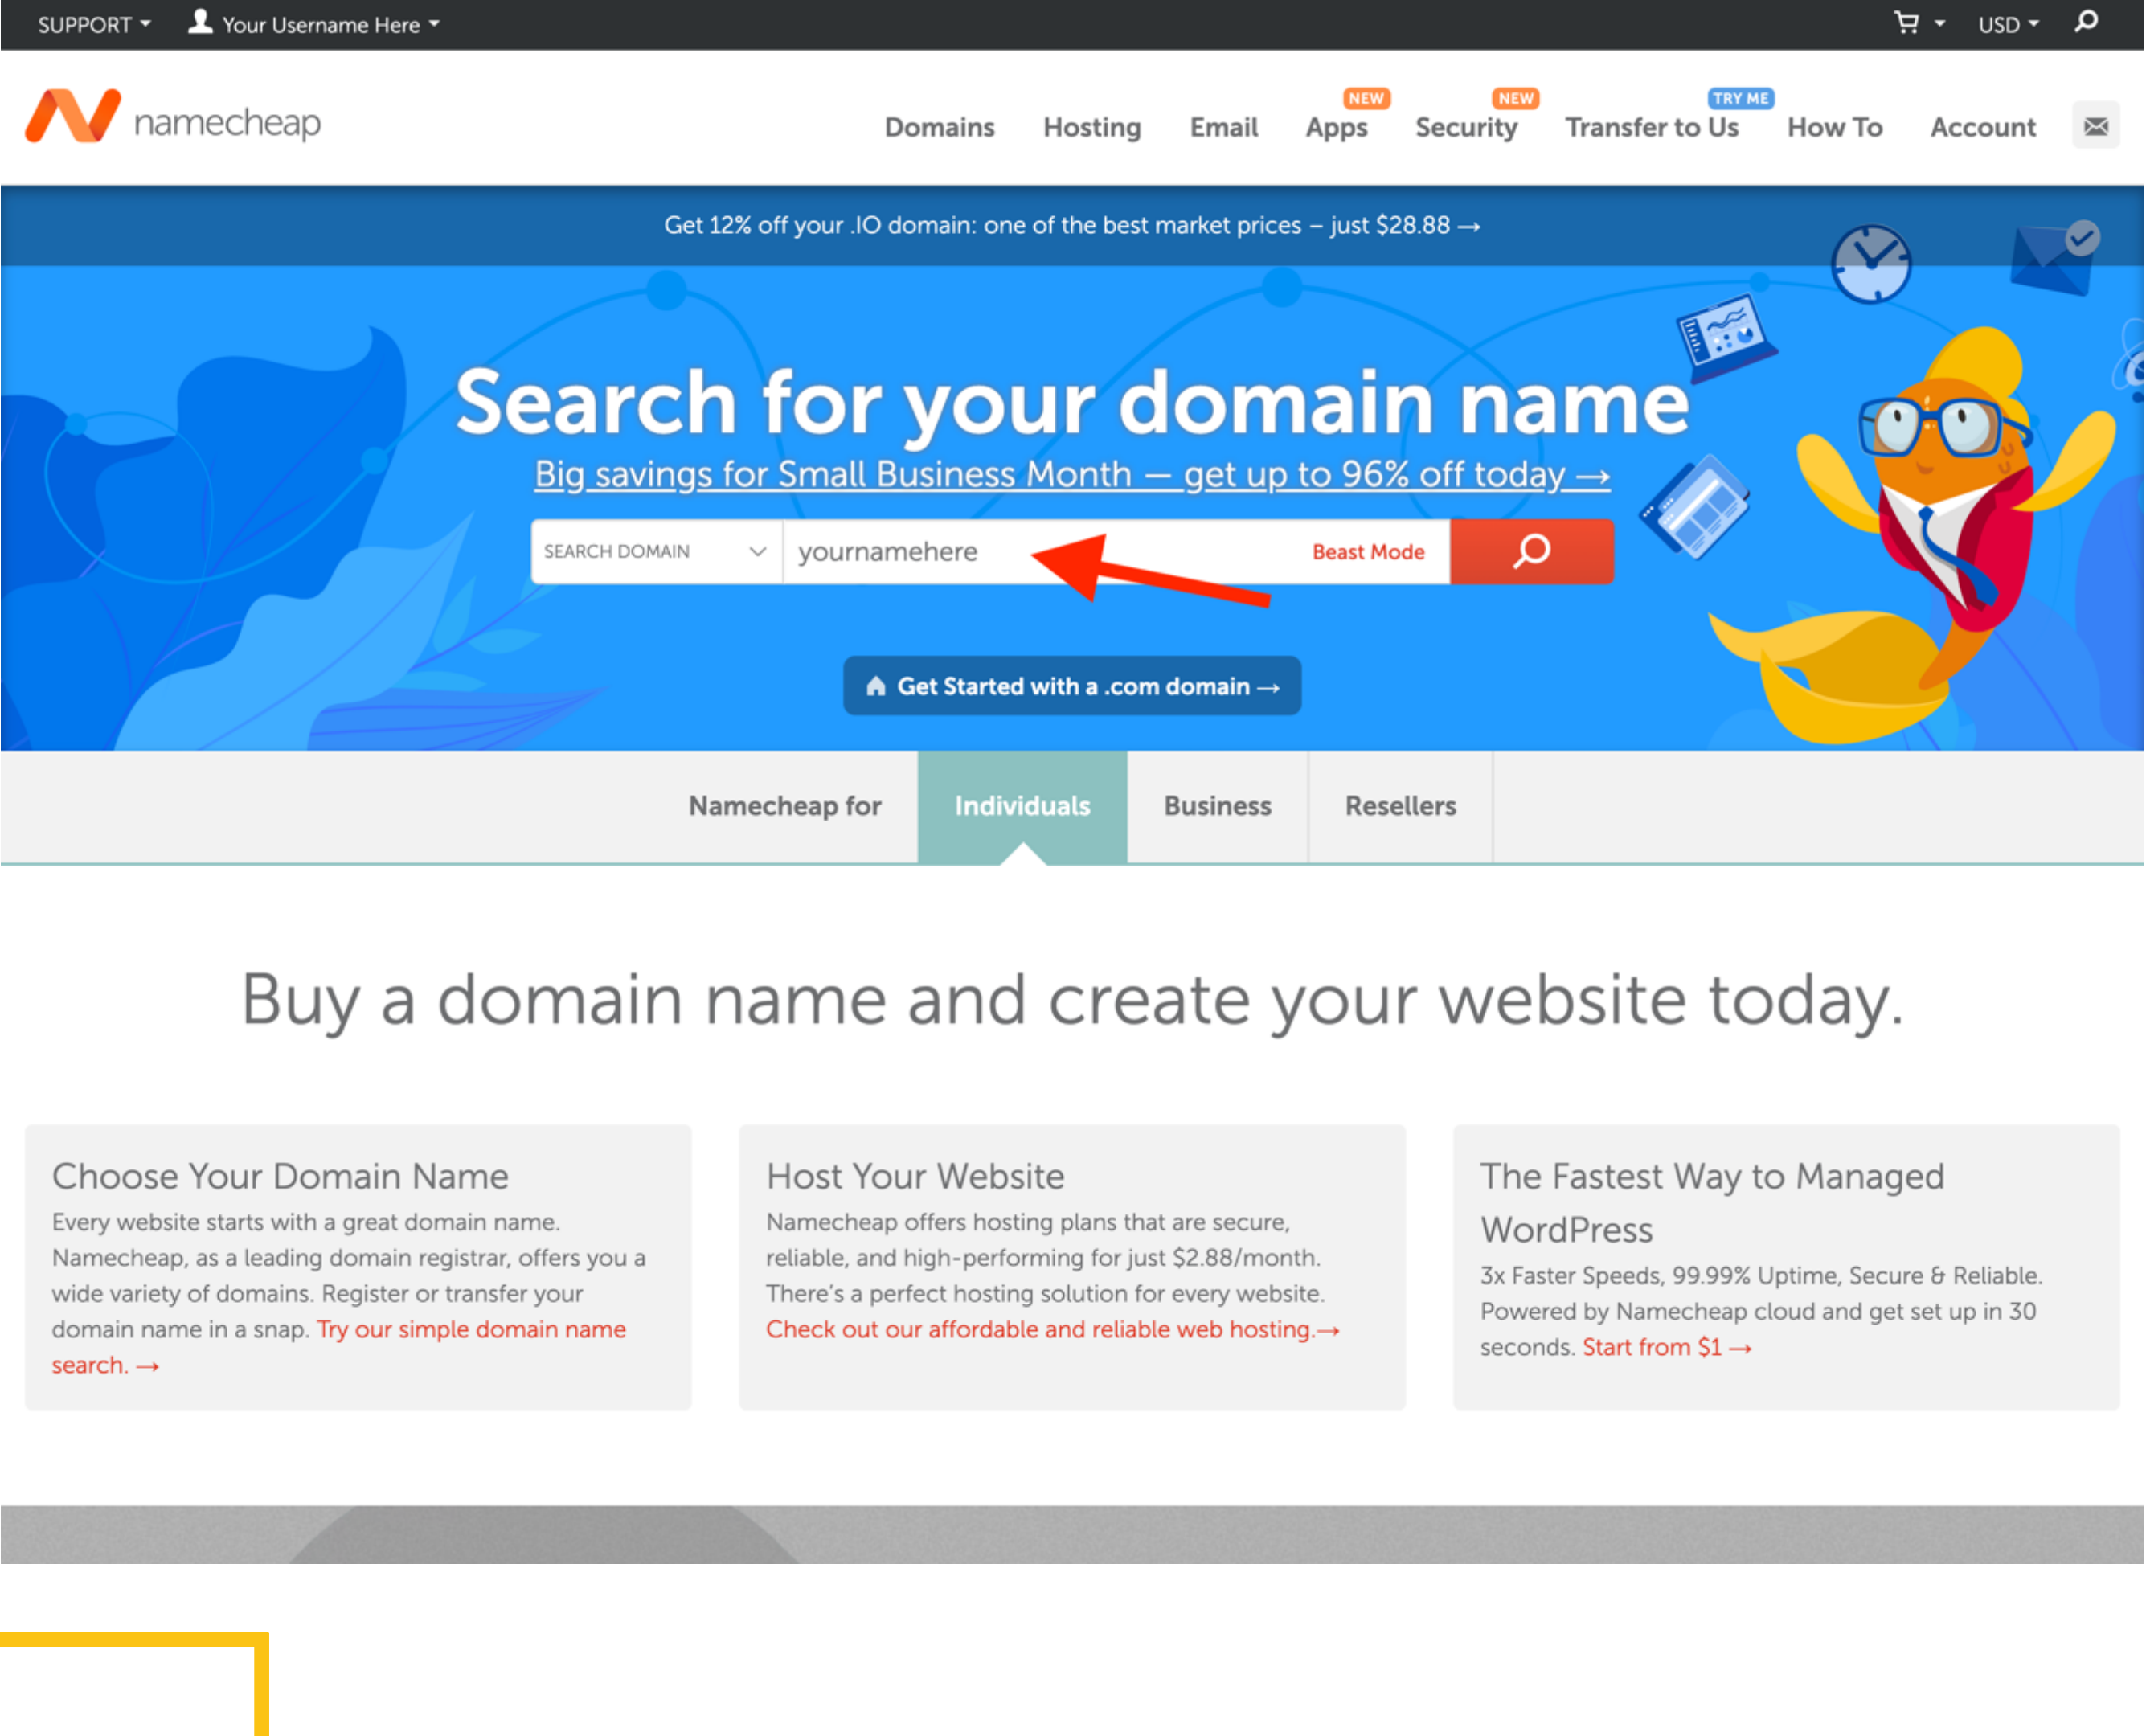 SUPPORT Your Username Here USD
namecheap
NEW NEW TRY ME
Domains Hosting Email Apps Security Transfer to Us How To Account
Get 12% off your .IO domain: one of the best market prices – just $28.88 →
Search for your domain name
Big savings for Small Business Month — get up to 96% off today →
SEARCH DOMAIN yournamehere Beast Mode
Get Started with a .com domain →
Namecheap for Individuals Business Resellers
Buy a domain name and create your website today.
Choose Your Domain Name
Every website starts with a great domain name.
Namecheap, as a leading domain registrar, offers you a
wide variety of domains. Register or transfer your
domain name in a snap. Try our simple domain name
search. →
Host Your Website
Namecheap offers hosting plans that are secure,
reliable, and high-performing for just $2.88/month.
There's a perfect hosting solution for every website.
Check out our affordable and reliable web hosting.→
The Fastest Way to Managed
WordPress
3x Faster Speeds, 99.99% Uptime, Secure & Reliable.
Powered by Namecheap cloud and get set up in 30
seconds. Start from $1 →